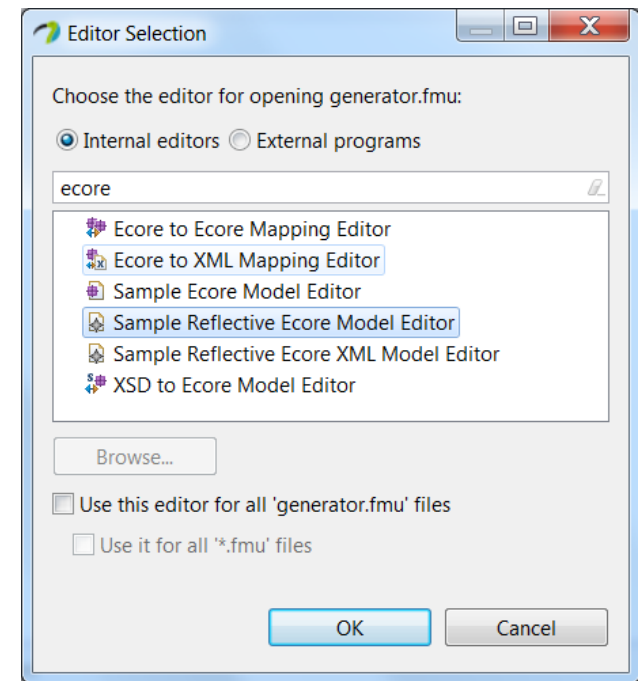 Editor Selection
Choose the editor for opening generator.fmu:
Internal editors External programs
ecore
Ecore to Ecore Mapping Editor
Ecore to XML Mapping Editor
Sample Ecore Model Editor
Sample Reflective Ecore Model Editor
Sample Reflective Ecore XML Model Editor
XSD to Ecore Model Editor
Browse...
Use this editor for all 'generator.fmu' files
Use it for all '*.fmu' files
OK Cancel